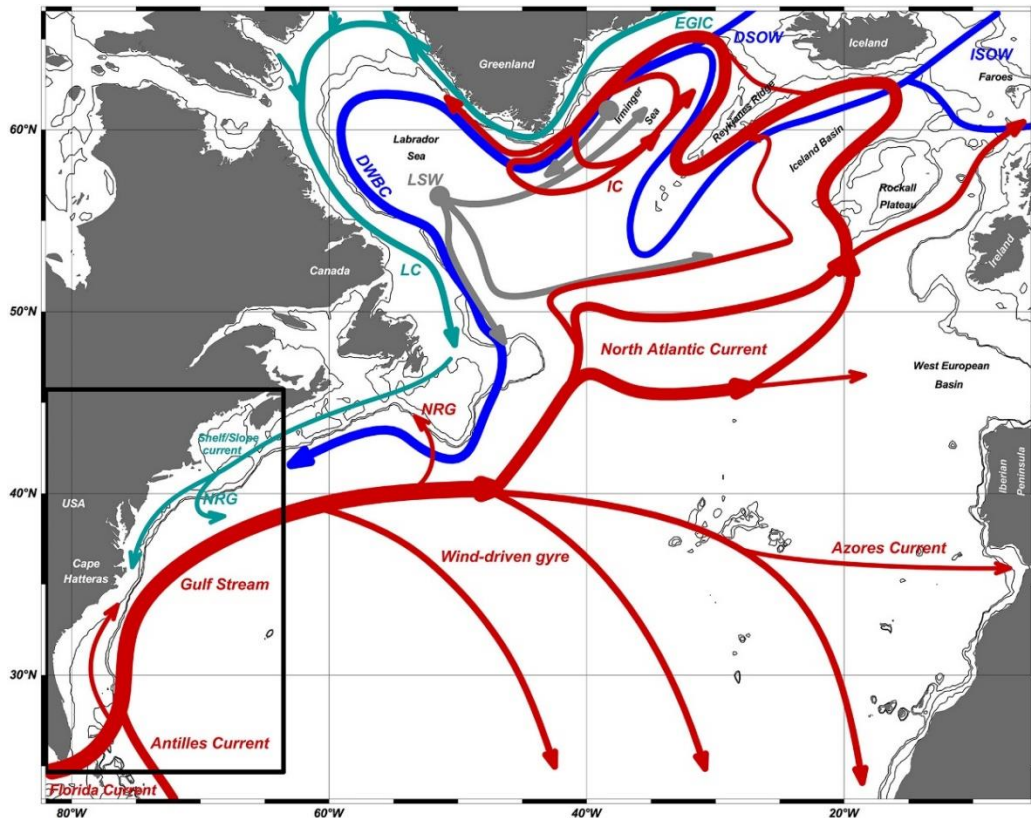 EGIC
DSOW
Iceland
ISOW
Greenland
Faroes
60°N
Labrador
Sea
Irminger
Sea
Reykjanes Ridge
Iceland Basin
DWBC
LSW
IC
Rockall
Plateau
Canada
LC
Ireland
50°N
North Atlantic Current
West European
Basin
NRG
Shelf/Slope
current
40°N
NRG
Iberian
Peninsula
USA
Cape
Hatteras
Gulf Stream
Wind-driven gyre
Azores Current
30°N
Antilles Current
Florida Current
80°W
60°W
40°W
20°W